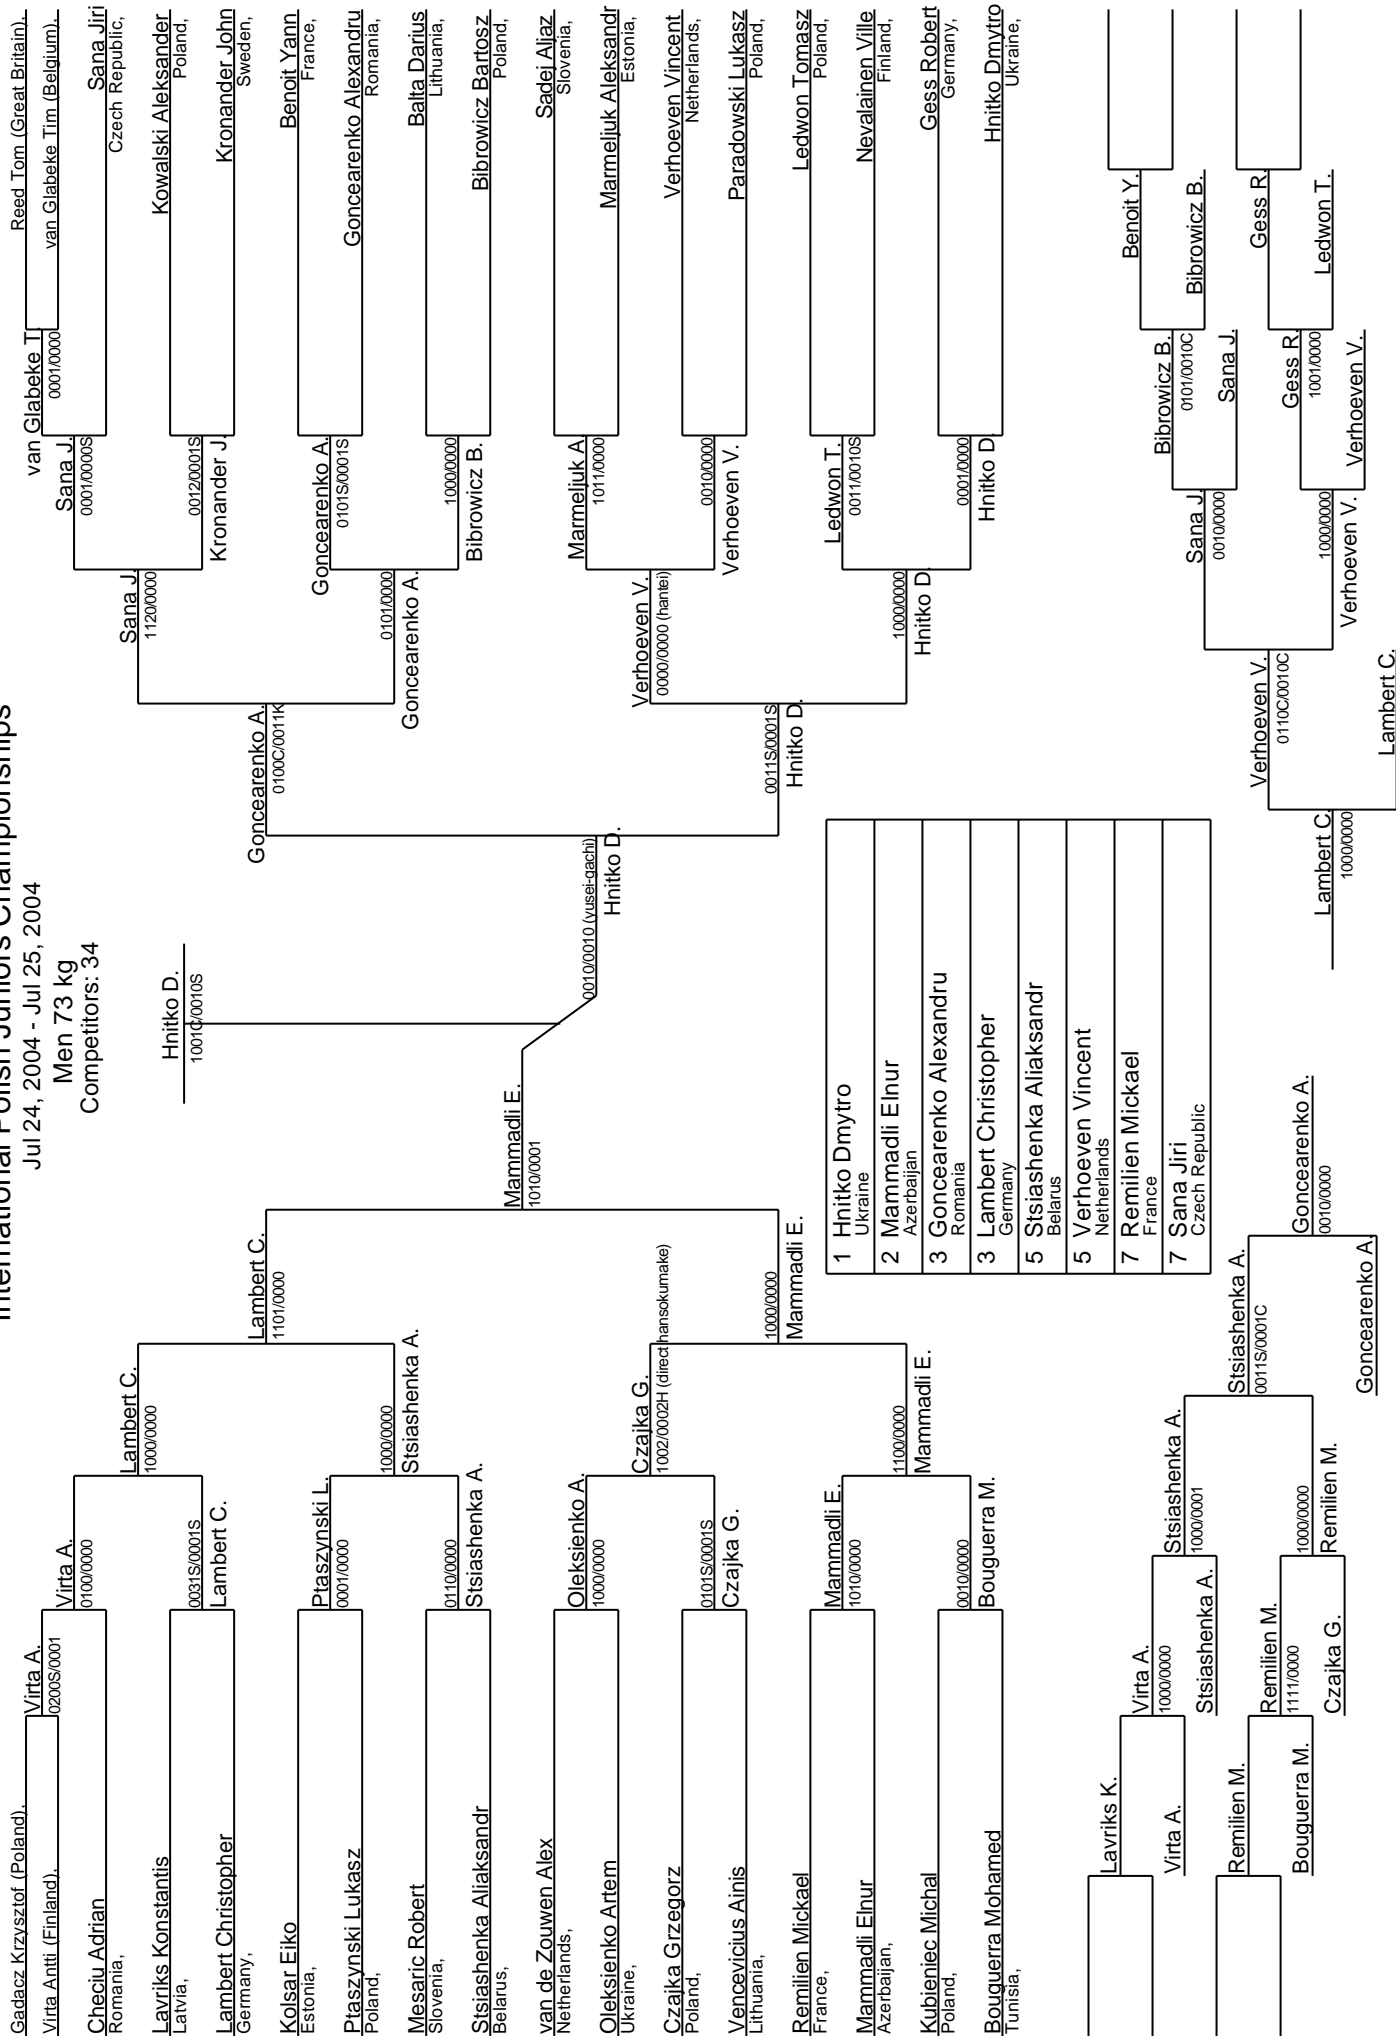 International Polish Juniors Championships
Jul 24, 2004 - Jul 25, 2004
Men 73 kg
Competitors: 34
Gadacz Krzysztof (Poland),
Virta Antti (Finland),
Checiu Adrian
Romania,
Lavriks Konstantis
Latvia,
Lambert Christopher
Germany,
Kolsar Eiko
Estonia,
Ptaszynski Lukasz
Poland,
Mesaric Robert
Slovenia,
Stsiashenka Aliaksandr
Belarus,
van de Zouwen Alex
Netherlands,
Oleksienko Artem
Ukraine,
Czajka Grzegorz
Poland,
Vencevicius Ainis
Lithuania,
Remilien Mickael
France,
Mammadli Elnur
Azerbaijan,
Kubieniec Michal
Poland,
Bouguerra Mohamed
Tunisia,
Virta A.
0200S/0001
Virta A.
0100/0000
0031S/0001S
Lambert C.
Ptaszynski L.
0001/0000
0110/0000
Stsiashenka A.
Oleksienko A.
1000/0000
0101S/0001S
Czajka G.
Mammadli E.
1010/0000
0010/0000
Bouguerra M.
Lambert C.
1000/0000
1000/0000
Stsiashenka A.
Czajka G.
1002/0002H (direct hansokumake)
1100/0000
Mammadli E.
Lambert C.
1101/0000
1000/0000
Mammadli E.
Mammadli E.
1010/0001
Hnitko D.
1001C/0010S
0010/0010 (yusei-gachi)
Hnitko D.
Goncearenko A.
0100C/0011K
0011S/0001S
Hnitko D.
Sana J.
1120/0000
0101/0000
Goncearenko A.
Verhoeven V.
0000/0000 (hantei)
1000/0000
Hnitko D.
Sana J.
0001/0000S
0012/0001S
Kronander J.
Goncearenko A.
0101S/0001S
1000/0000
Bibrowicz B.
Marmeljuk A.
1011/0000
0010/0000
Verhoeven V.
Ledwon T.
0011/0010S
0001/0000
Hnitko D.
van Glabeke T.
0001/0000
Reed Tom (Great Britain),
van Glabeke Tim (Belgium),
Sana Jiri
Czech Republic,
Kowalski Aleksander
Poland,
Kronander John
Sweden,
Benoit Yann
France,
Goncearenko Alexandru
Romania,
Balta Darius
Lithuania,
Bibrowicz Bartosz
Poland,
Sadej Aljaz
Slovenia,
Marmeljuk Aleksandr
Estonia,
Verhoeven Vincent
Netherlands,
Paradowski Lukasz
Poland,
Ledwon Tomasz
Poland,
Nevalainen Ville
Finland,
Gess Robert
Germany,
Hnitko Dmytro
Ukraine,
1 Hnitko Dmytro
Ukraine
2 Mammadli Elnur
Azerbaijan
3 Goncearenko Alexandru
Romania
3 Lambert Christopher
Germany
5 Stsiashenka Aliaksandr
Belarus
5 Verhoeven Vincent
Netherlands
7 Remilien Mickael
France
7 Sana Jiri
Czech Republic
Lavriks K.
Virta A.
Remilien M.
Bouguerra M.
Virta A.
1000/0000
Stsiashenka A.
Remilien M.
1111/0000
Czajka G.
Stsiashenka A.
1000/0001
1000/0000
Remilien M.
Stsiashenka A.
0011S/0001C
Goncearenko A.
Goncearenko A.
0010/0000
Lambert C.
1000/0000
Verhoeven V.
0110C/0010C
Lambert C.
Sana J.
0010/0000
1000/0000
Verhoeven V.
Bibrowicz B.
0101/0010C
Sana J.
Gess R.
1001/0000
Verhoeven V.
Benoit Y.
Bibrowicz B.
Gess R.
Ledwon T.